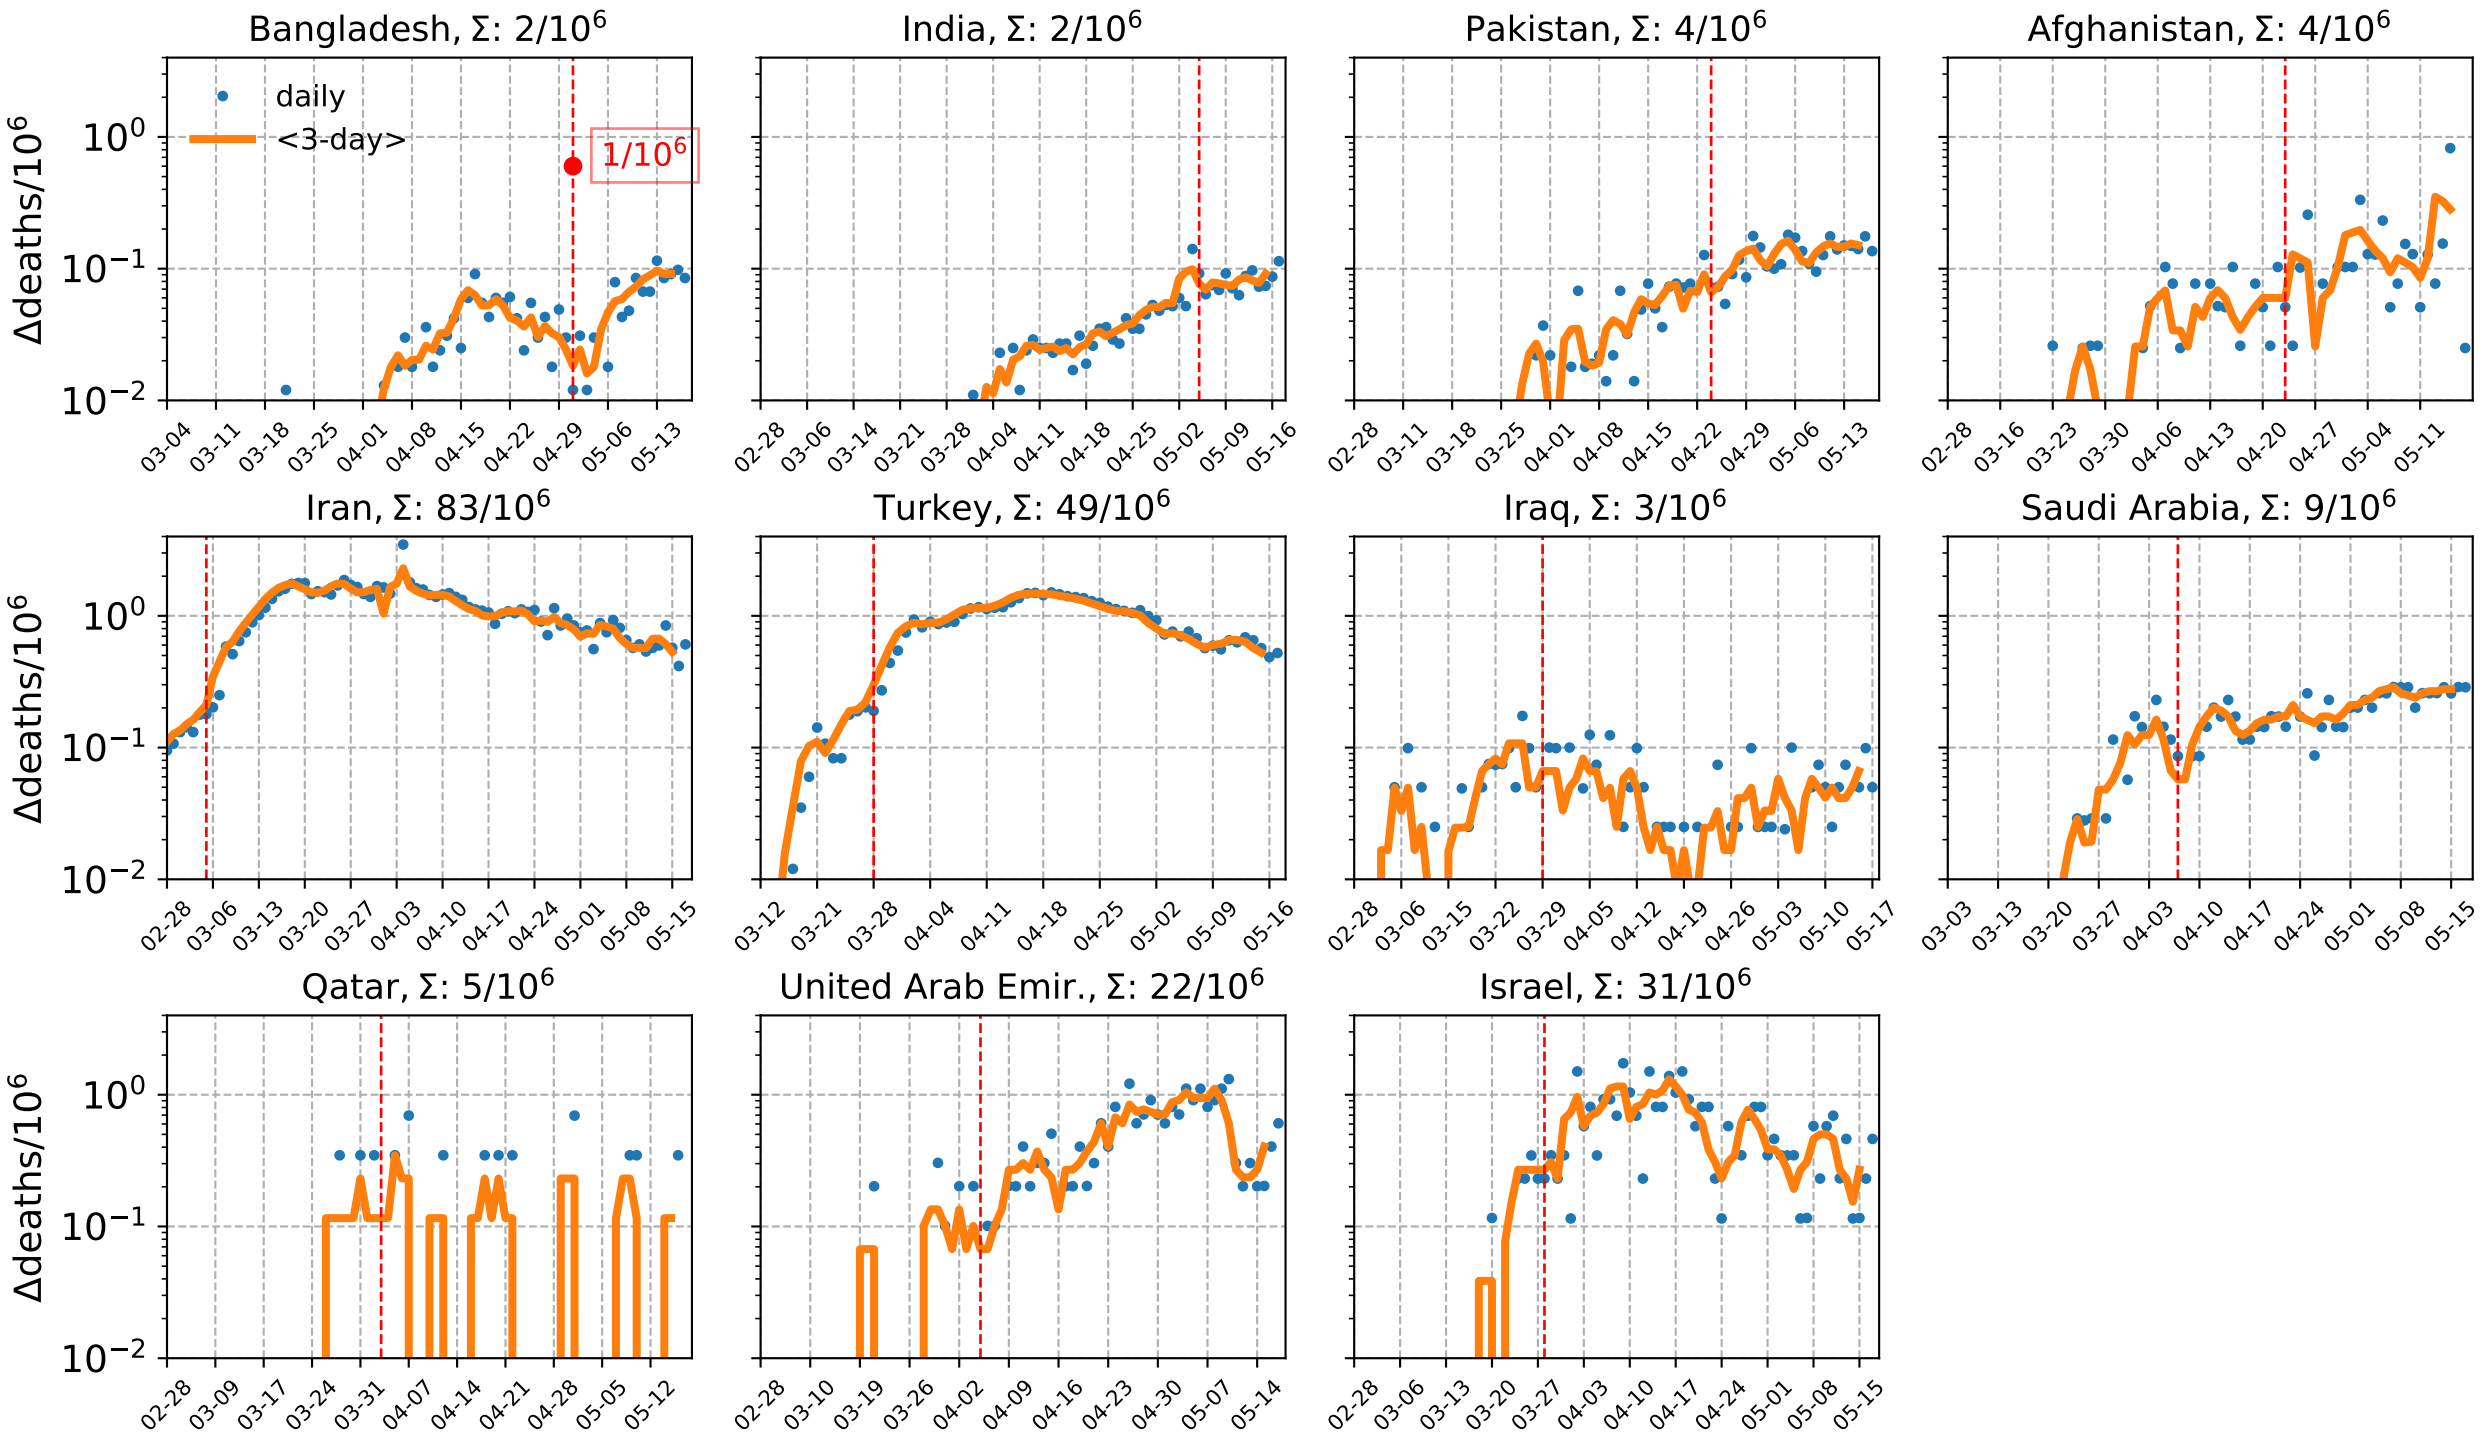 Bangladesh, Σ: 2/10⁶
India, Σ: 2/10⁶
Pakistan, Σ: 4/10⁶
Afghanistan, Σ: 4/10⁶
Δdeaths/10⁶
10⁰
10⁻¹
10⁻²
daily
<3-day>
1/10⁶
03-04 03-11 03-18 03-25 04-01 04-08 04-15 04-22 04-29 05-06 05-13
02-28 03-06 03-14 03-21 03-28 04-04 04-11 04-18 04-25 05-02 05-09 05-16
02-28 03-11 03-18 03-25 04-01 04-08 04-15 04-22 04-29 05-06 05-13
02-28 03-16 03-23 03-30 04-06 04-13 04-20 04-27 05-04 05-11
Iran, Σ: 83/10⁶
Turkey, Σ: 49/10⁶
Iraq, Σ: 3/10⁶
Saudi Arabia, Σ: 9/10⁶
Δdeaths/10⁶
10⁰
10⁻¹
10⁻²
02-28 03-06 03-13 03-20 03-27 04-03 04-10 04-17 04-24 05-01 05-08 05-15
03-12 03-21 03-28 04-04 04-11 04-18 04-25 05-02 05-09 05-16
02-28 03-06 03-15 03-22 03-29 04-05 04-12 04-19 04-26 05-03 05-10 05-17
03-03 03-13 03-20 03-27 04-03 04-10 04-17 04-24 05-01 05-08 05-15
Qatar, Σ: 5/10⁶
United Arab Emir., Σ: 22/10⁶
Israel, Σ: 31/10⁶
Δdeaths/10⁶
10⁰
10⁻¹
10⁻²
02-28 03-09 03-17 03-24 03-31 04-07 04-14 04-21 04-28 05-05 05-12
02-28 03-10 03-19 03-26 04-02 04-09 04-16 04-23 04-30 05-07 05-14
02-28 03-06 03-13 03-20 03-27 04-03 04-10 04-17 04-24 05-01 05-08 05-15